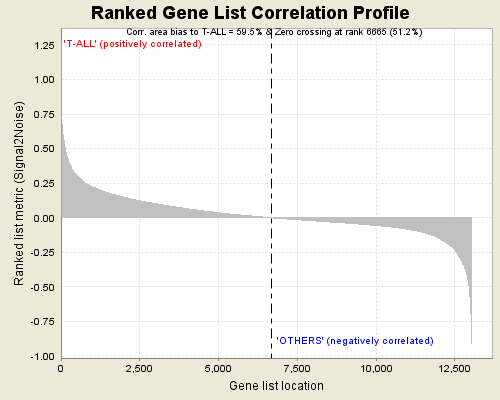 Ranked Gene List Correlation Profile
Corr. area bias to T-ALL = 59.5% & Zero crossing at rank 6665 (51.2%)
'T-ALL' (positively correlated)
1.25
1.00
0.75
0.50
0.25
0.00
-0.25
-0.50
-0.75
-1.00
Ranked list metric (Signal2Noise)
'OTHERS' (negatively correlated)
0 2,500 5,000 7,500 10,000 12,500
Gene list location